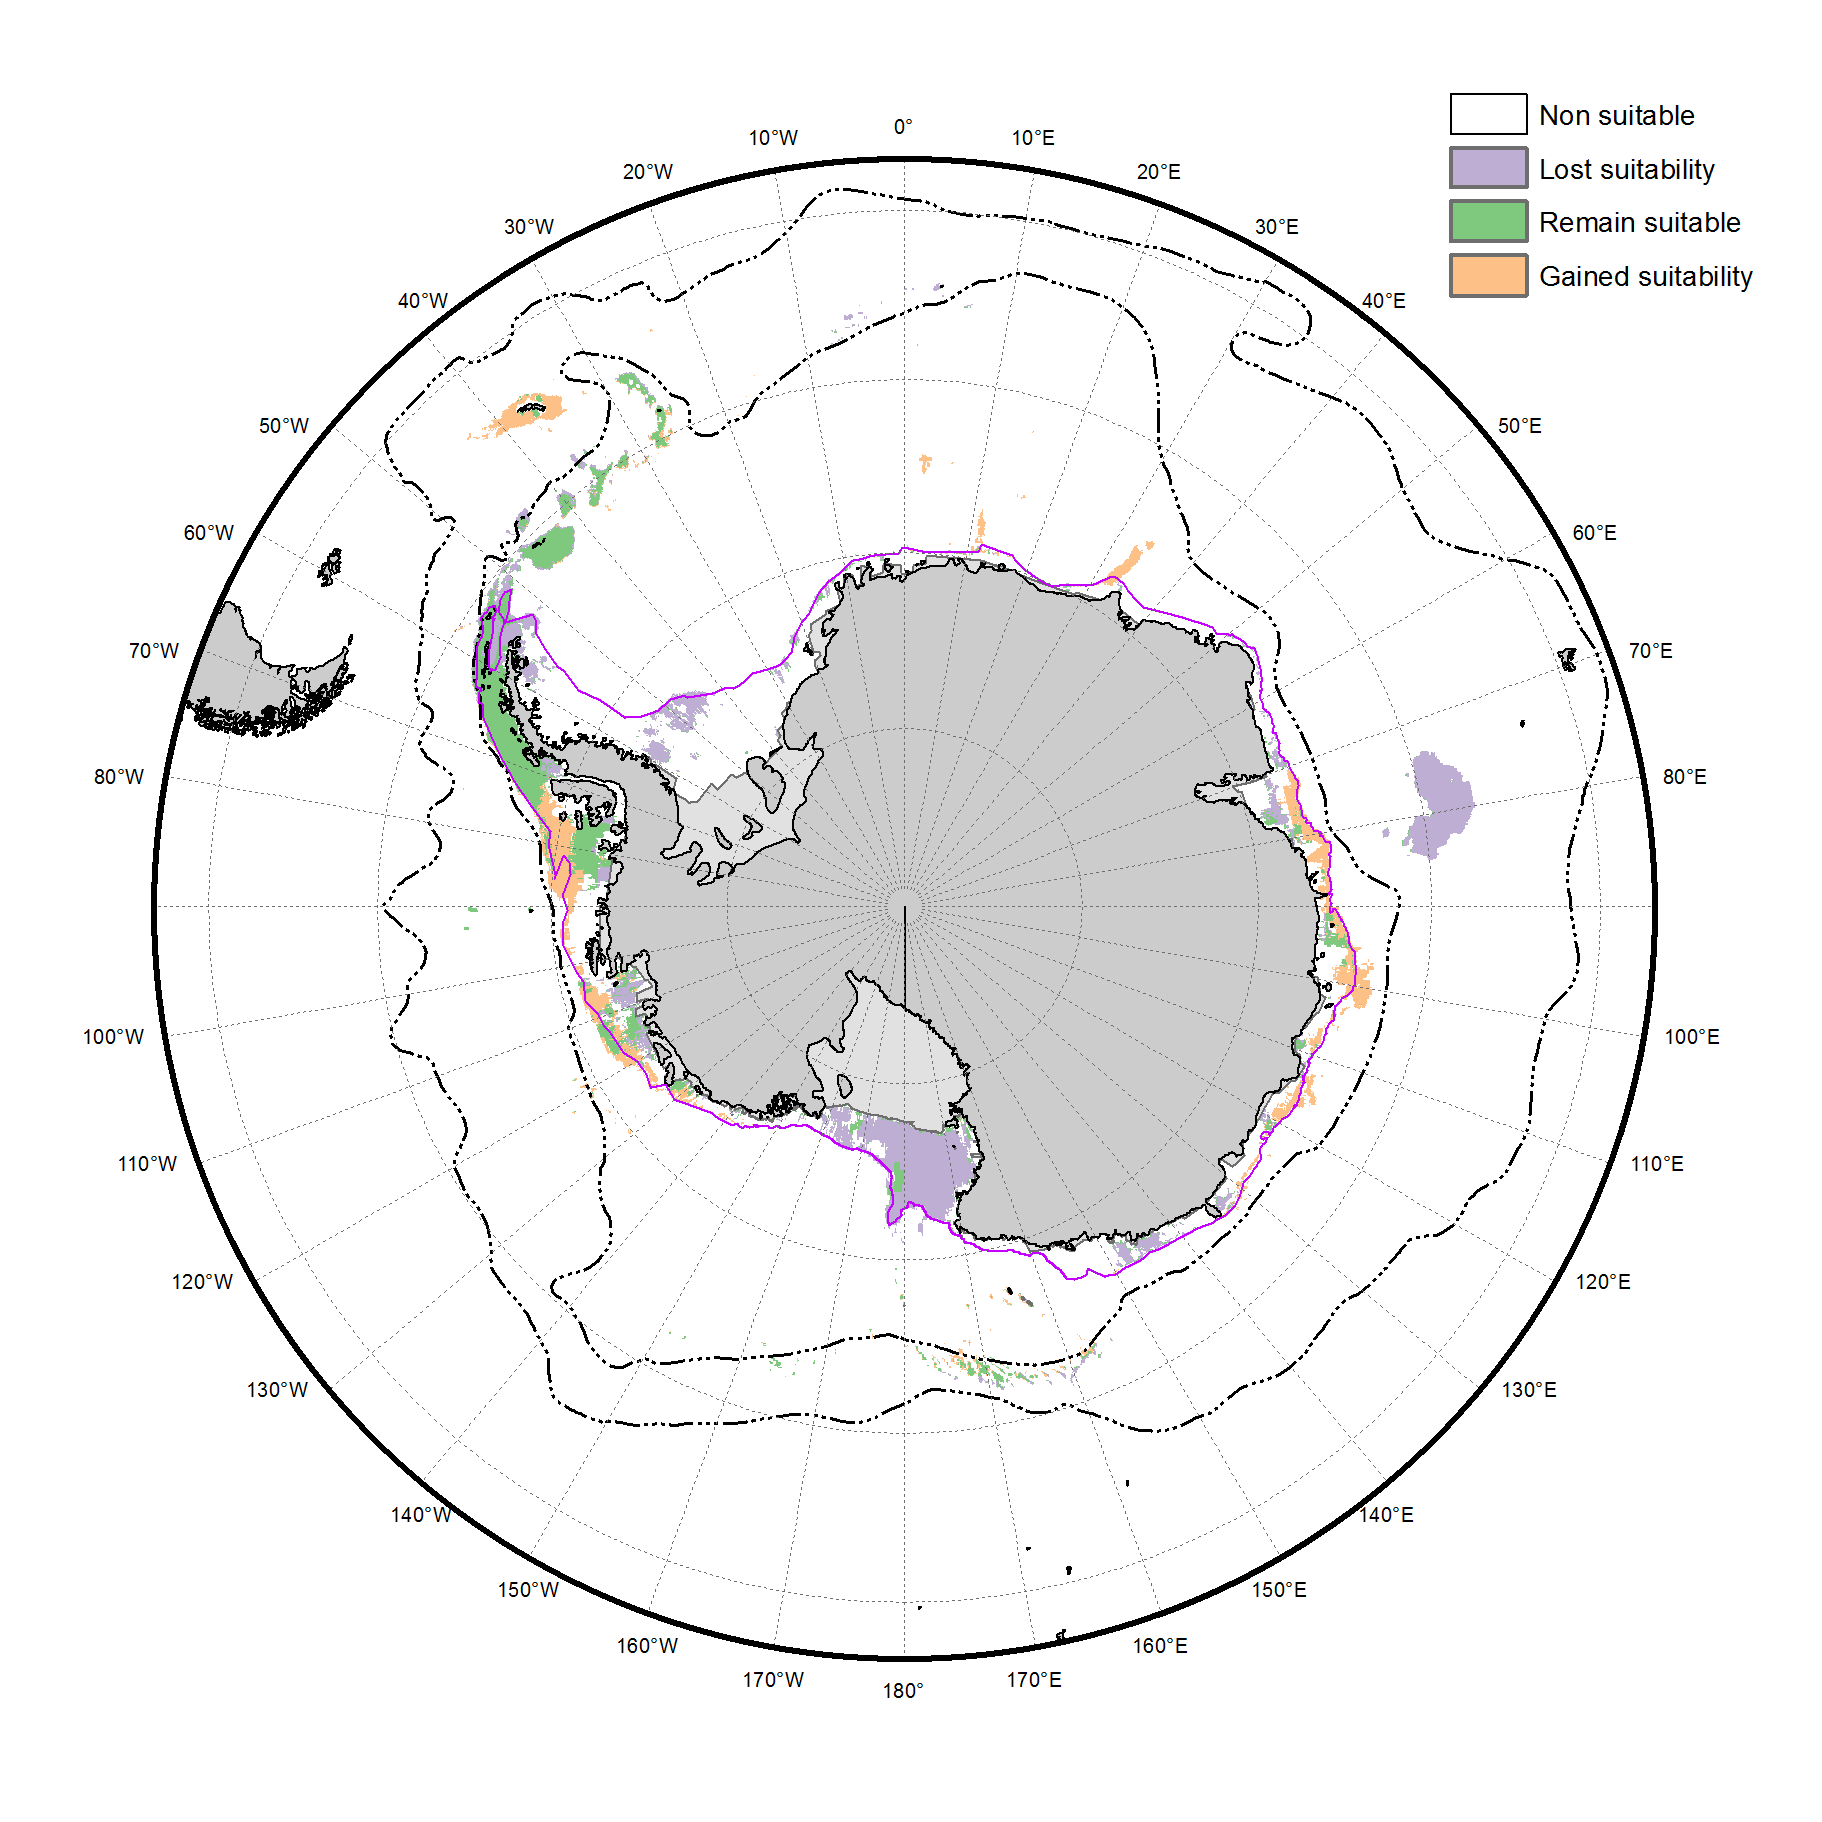 Non suitable
Lost suitability
Remain suitable
Gained suitability
0°
10°W
10°E
20°W
20°E
30°W
30°E
40°W
40°E
50°W
50°E
60°W
60°E
70°W
70°E
80°W
80°E
100°W
100°E
110°W
110°E
120°W
120°E
130°W
130°E
140°W
140°E
150°W
150°E
160°W
160°E
170°W
170°E
180°